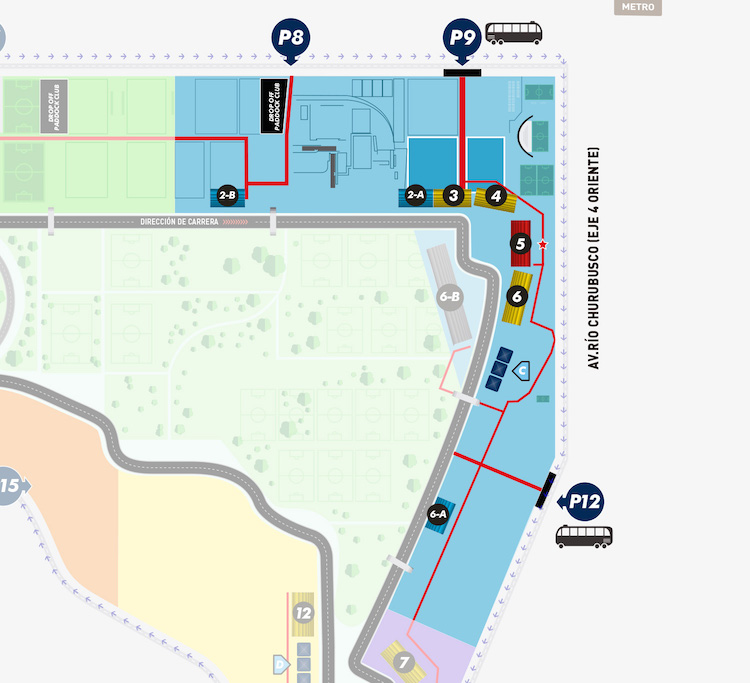 METRO
P8
P9
DROP OFF
PADDOCK CLUB
DROP OFF
PADDOCK CLUB
2-B
2-A
3
4
DIRECCIÓN DE CARRERA
5
AV.RÍO CHURUBUSCO (EJE 4 ORIENTE)
6-B
6
C
15
P12
6-A
12
D
7